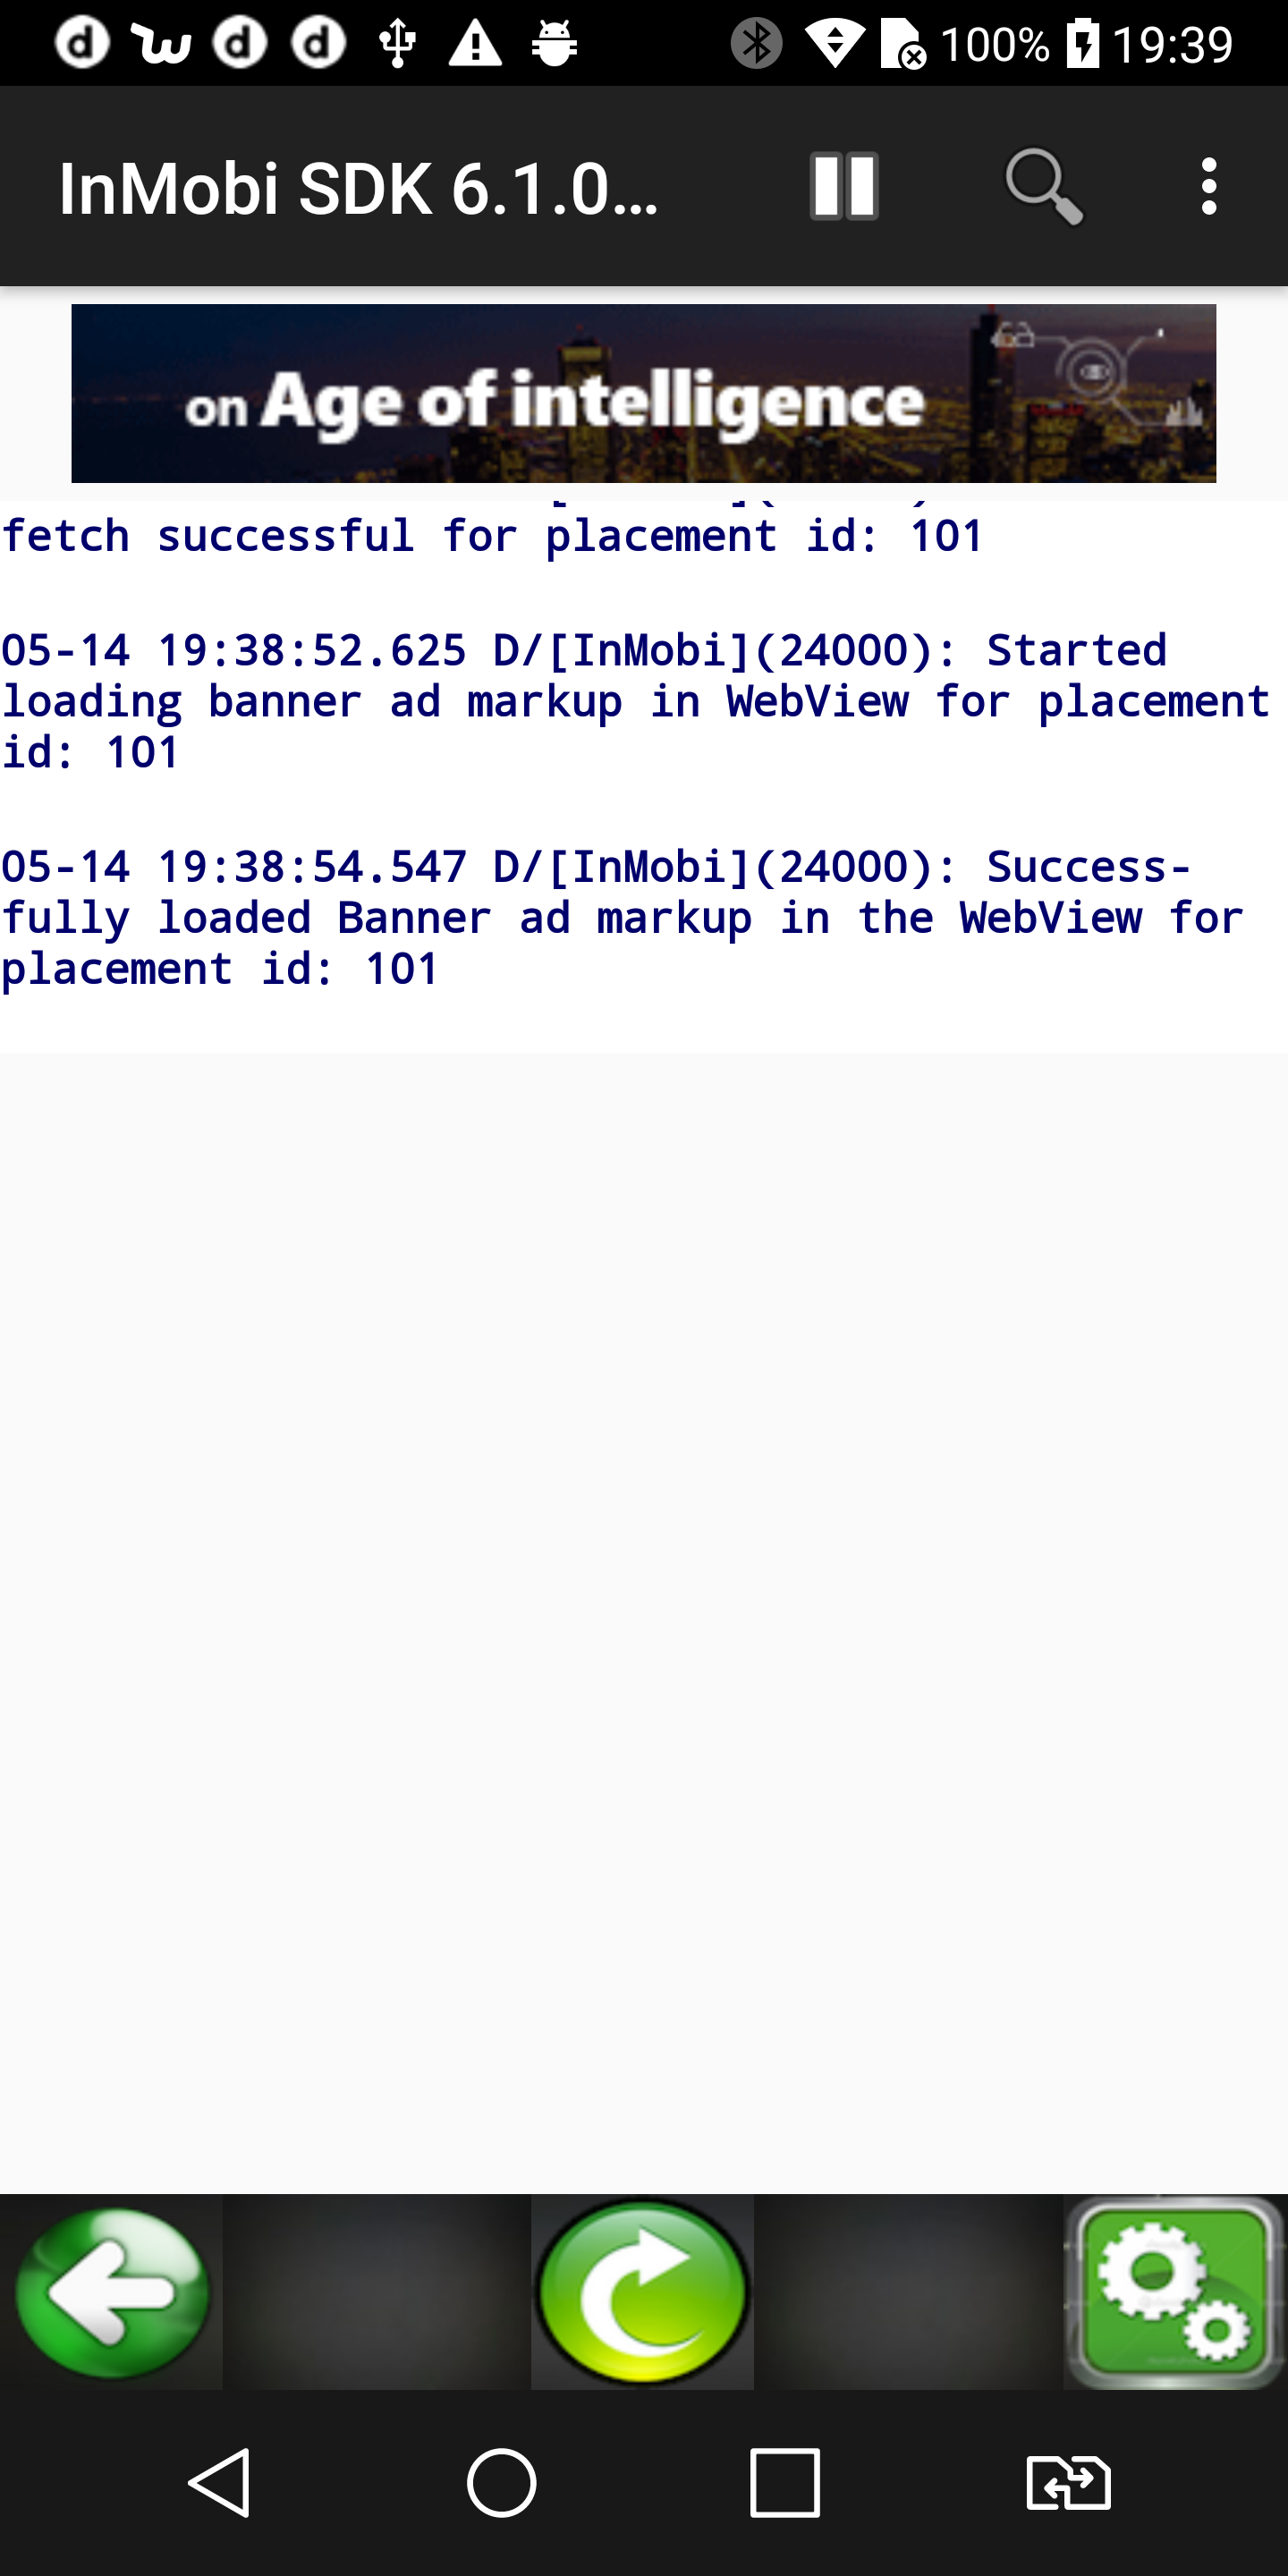 100% 19:39
InMobi SDK 6.1.0...
on Age of intelligence
fetch successful for placement id: 101
05-14 19:38:52.625 D/[InMobi](24000): Started
loading banner ad markup in WebView for placement
id: 101
05-14 19:38:54.547 D/[InMobi](24000): Success-
fully loaded Banner ad markup in the WebView for
placement id: 101